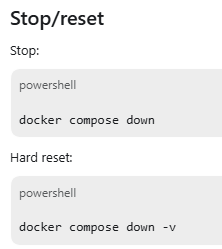 Stop/reset
Stop:
powershell
docker compose down
Hard reset:
powershell
docker compose down -v